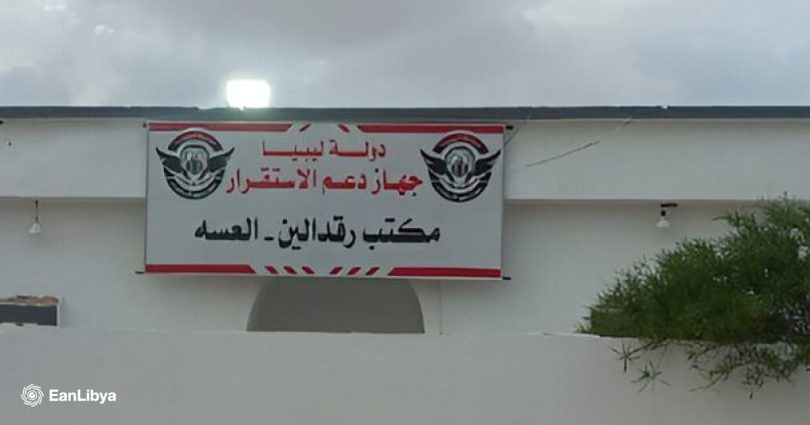 دولة ليبيا
جهاز دعم الاستقرار
مكتب رقدالين - العسه
EanLibya